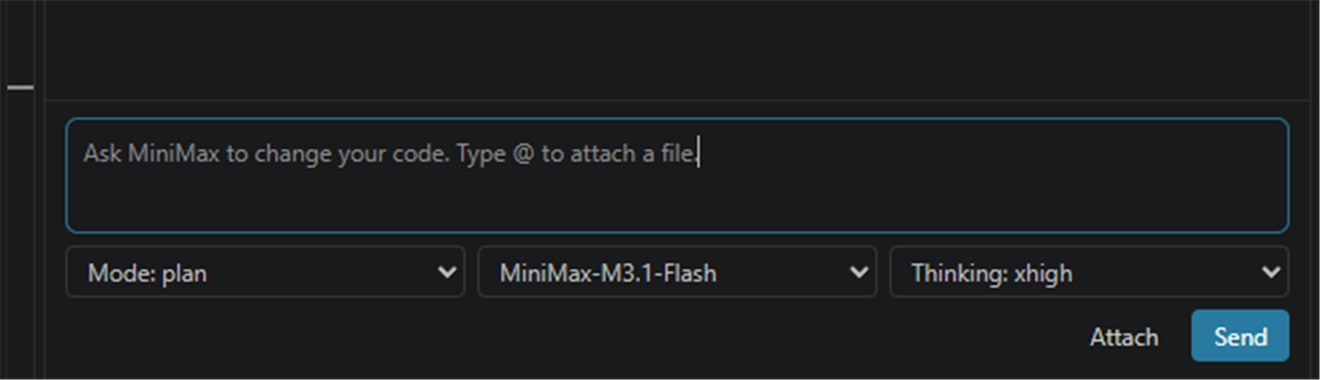 Ask MiniMax to change your code. Type @ to attach a file.
Mode: plan
MiniMax-M3.1-Flash
Thinking: xhigh
Attach
Send